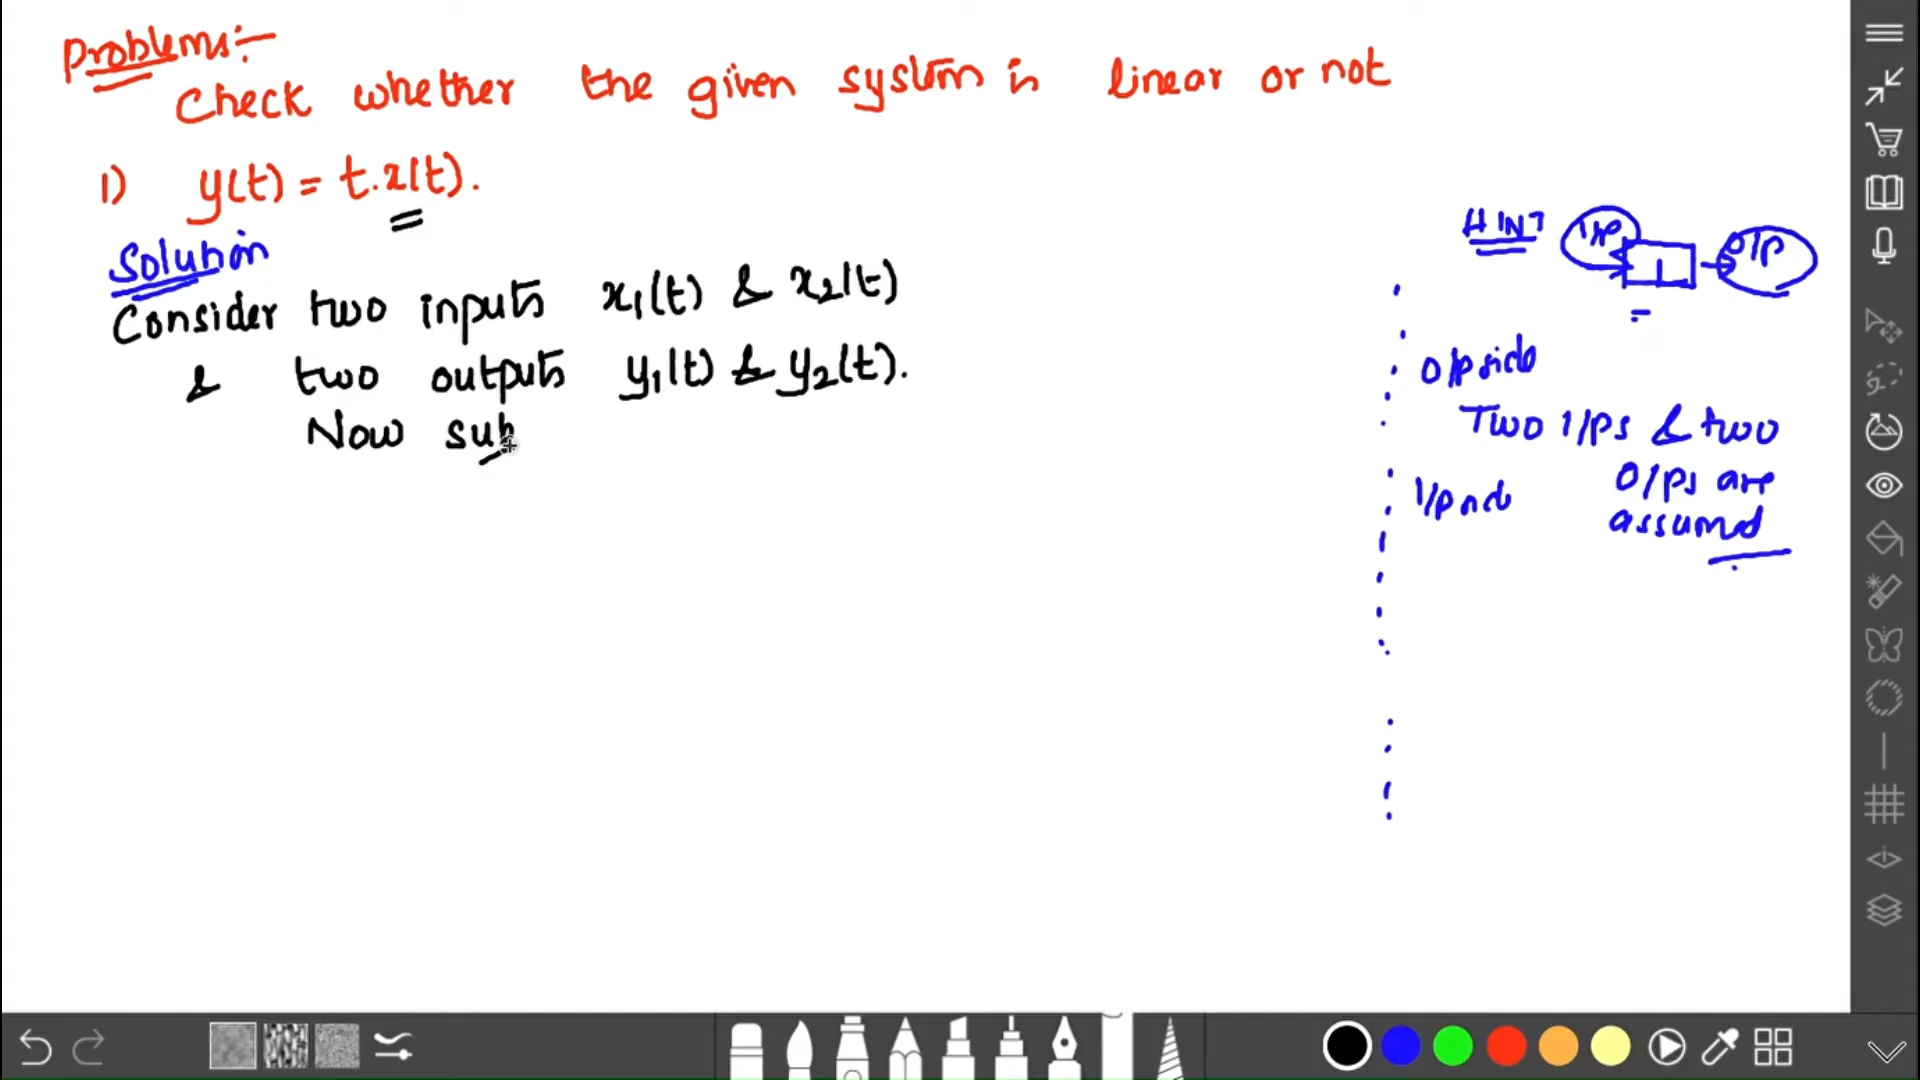 Problems:-
Check whether the given system is linear or not
1) y(t) = t.x(t).
Solution
Consider two inputs x1(t) & x2(t)
& two outputs y1(t) & y2(t).
Now sub
HINT
I/P
O/P
O/p side
Two I/Ps & two
O/Ps are
assumed
I/p side